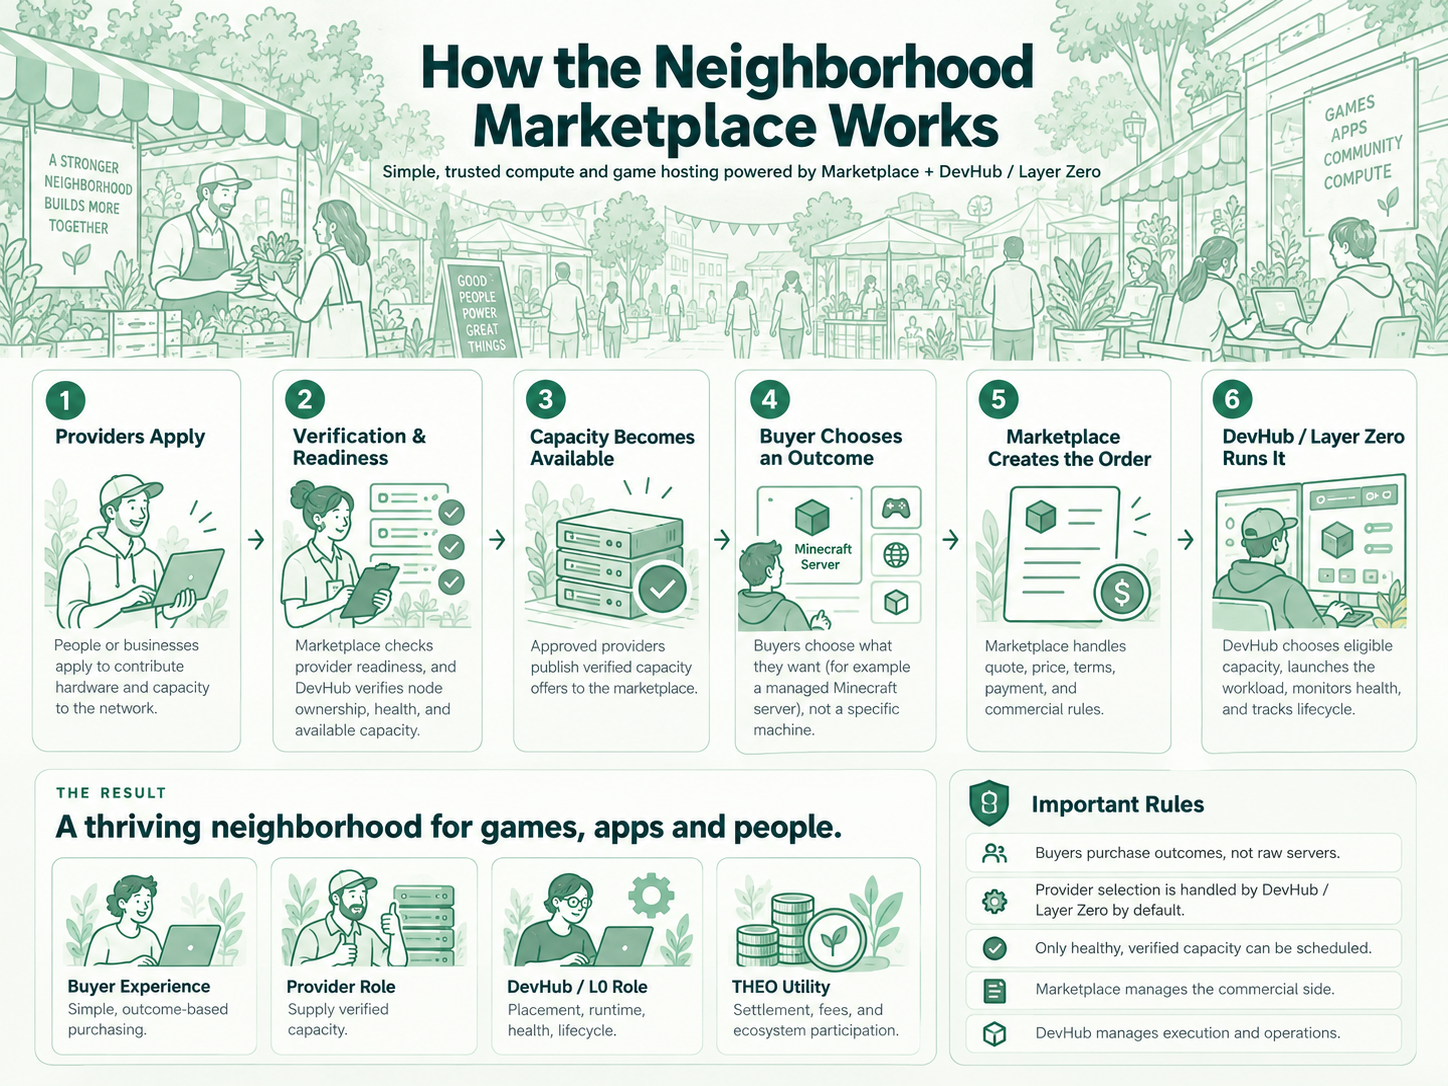 How the Neighborhood
Marketplace Works
Simple, trusted compute and game hosting powered by Marketplace + DevHub / Layer Zero
A STRONGER
NEIGHBORHOOD
BUILDS MORE
TOGETHER
GOOD
PEOPLE
POWER
GREAT
THINGS
GAMES
APPS
COMMUNITY
COMPUTE
1
Providers Apply
People or businesses
apply to contribute
hardware and capacity
to the network.
2
Verification &
Readiness
Marketplace checks
provider readiness, and
DevHub verifies node
ownership, health, and
available capacity.
3
Capacity Becomes
Available
Approved providers
publish verified capacity
offers to the marketplace.
4
Buyer Chooses
an Outcome
Minecraft
Server
Buyers choose what
they want (for example
a managed Minecraft
server), not a specific
machine.
5
Marketplace
Creates the Order
$
Marketplace handles
quote, price, terms,
payment, and
commercial rules.
6
DevHub / Layer Zero
Runs It
DevHub chooses eligible
capacity, launches the
workload, monitors health,
and tracks lifecycle.
THE RESULT
A thriving neighborhood for games, apps and people.
Buyer Experience
Simple, outcome-based
purchasing.
Provider Role
Supply verified
capacity.
DevHub / L0 Role
Placement, runtime,
health, lifecycle.
THEO Utility
Settlement, fees, and
ecosystem participation.
Important Rules
Buyers purchase outcomes, not raw servers.
Provider selection is handled by DevHub /
Layer Zero by default.
Only healthy, verified capacity can be scheduled.
Marketplace manages the commercial side.
DevHub manages execution and operations.